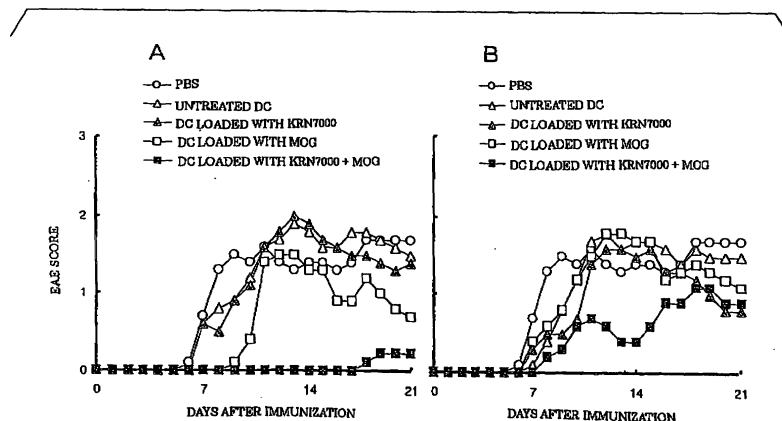 A
PBS
UNTREATED DC
DC LOADED WITH KRN7000
DC LOADED WITH MOG
DC LOADED WITH KRN7000 + MOG
3
2
1
0
EAE SCORE
0 7 14 21
DAYS AFTER IMMUNIZATION
B
PBS
UNTREATED DC
DC LOADED WITH KRN7000
DC LOADED WITH MOG
DC LOADED WITH KRN7000 + MOG
0 7 14 21
DAYS AFTER IMMUNIZATION